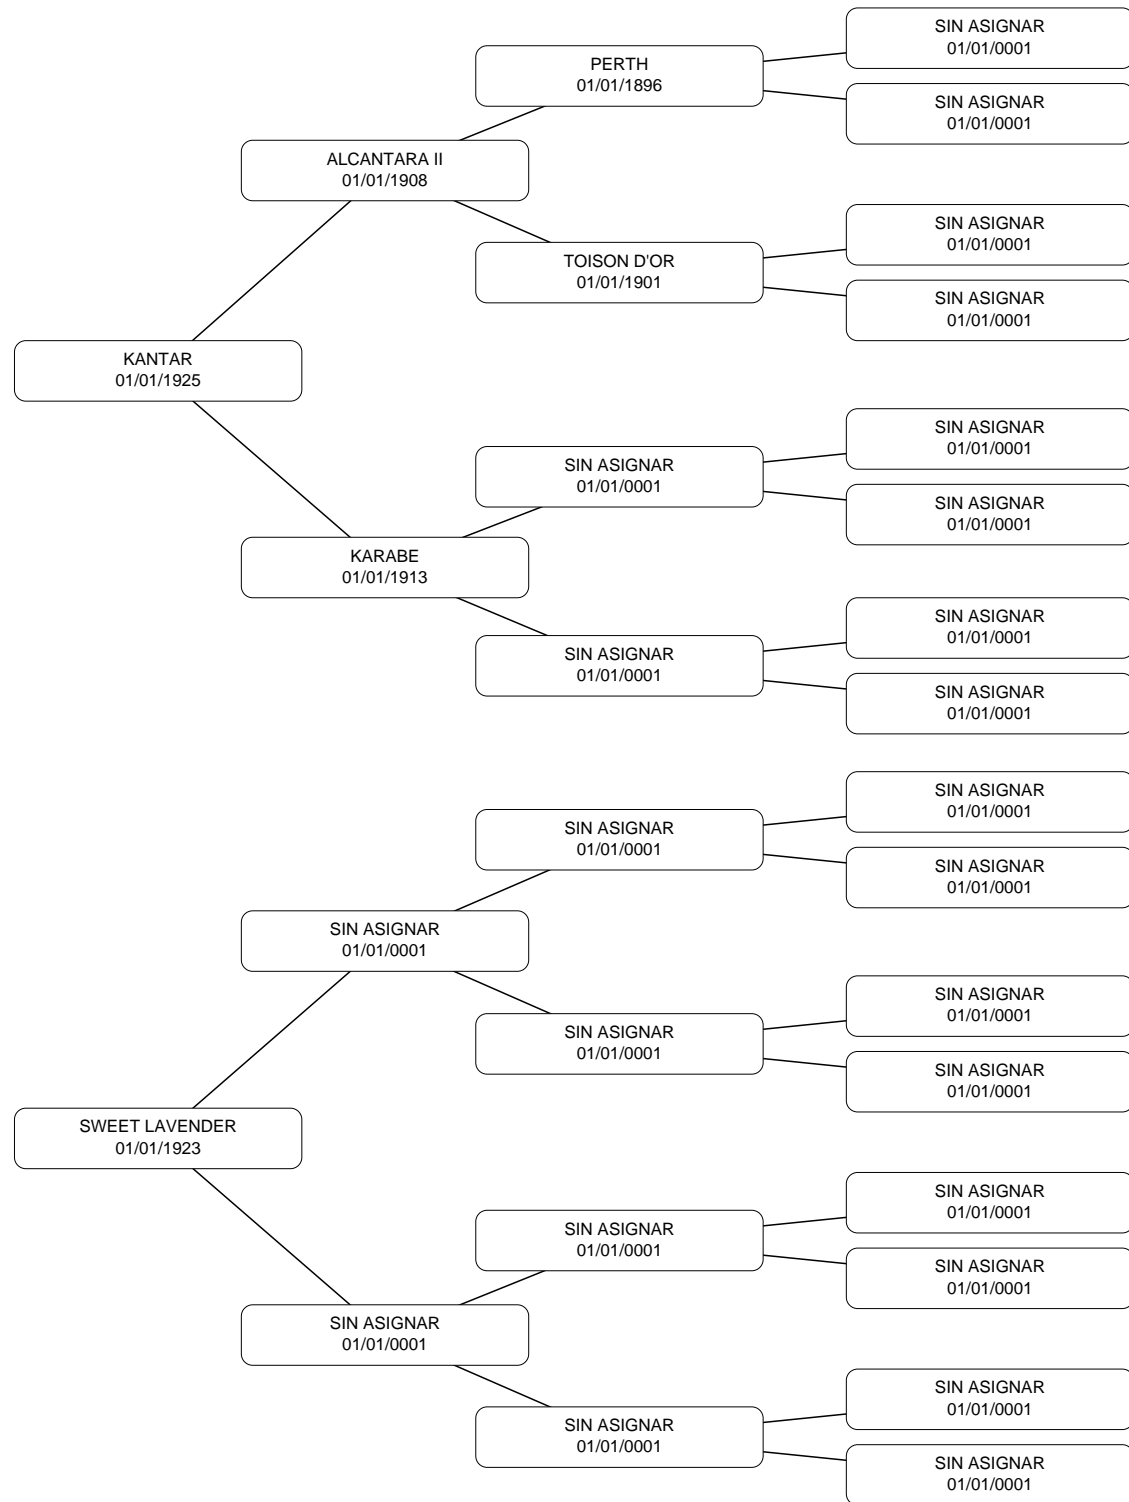 SIN ASIGNAR
01/01/0001
PERTH
01/01/1896
SIN ASIGNAR
01/01/0001
ALCANTARA II
01/01/1908
SIN ASIGNAR
01/01/0001
TOISON D'OR
01/01/1901
SIN ASIGNAR
01/01/0001
KANTAR
01/01/1925
SIN ASIGNAR
01/01/0001
SIN ASIGNAR
01/01/0001
SIN ASIGNAR
01/01/0001
KARABE
01/01/1913
SIN ASIGNAR
01/01/0001
SIN ASIGNAR
01/01/0001
SIN ASIGNAR
01/01/0001
SIN ASIGNAR
01/01/0001
SIN ASIGNAR
01/01/0001
SIN ASIGNAR
01/01/0001
SIN ASIGNAR
01/01/0001
SIN ASIGNAR
01/01/0001
SIN ASIGNAR
01/01/0001
SIN ASIGNAR
01/01/0001
SWEET LAVENDER
01/01/1923
SIN ASIGNAR
01/01/0001
SIN ASIGNAR
01/01/0001
SIN ASIGNAR
01/01/0001
SIN ASIGNAR
01/01/0001
SIN ASIGNAR
01/01/0001
SIN ASIGNAR
01/01/0001
SIN ASIGNAR
01/01/0001